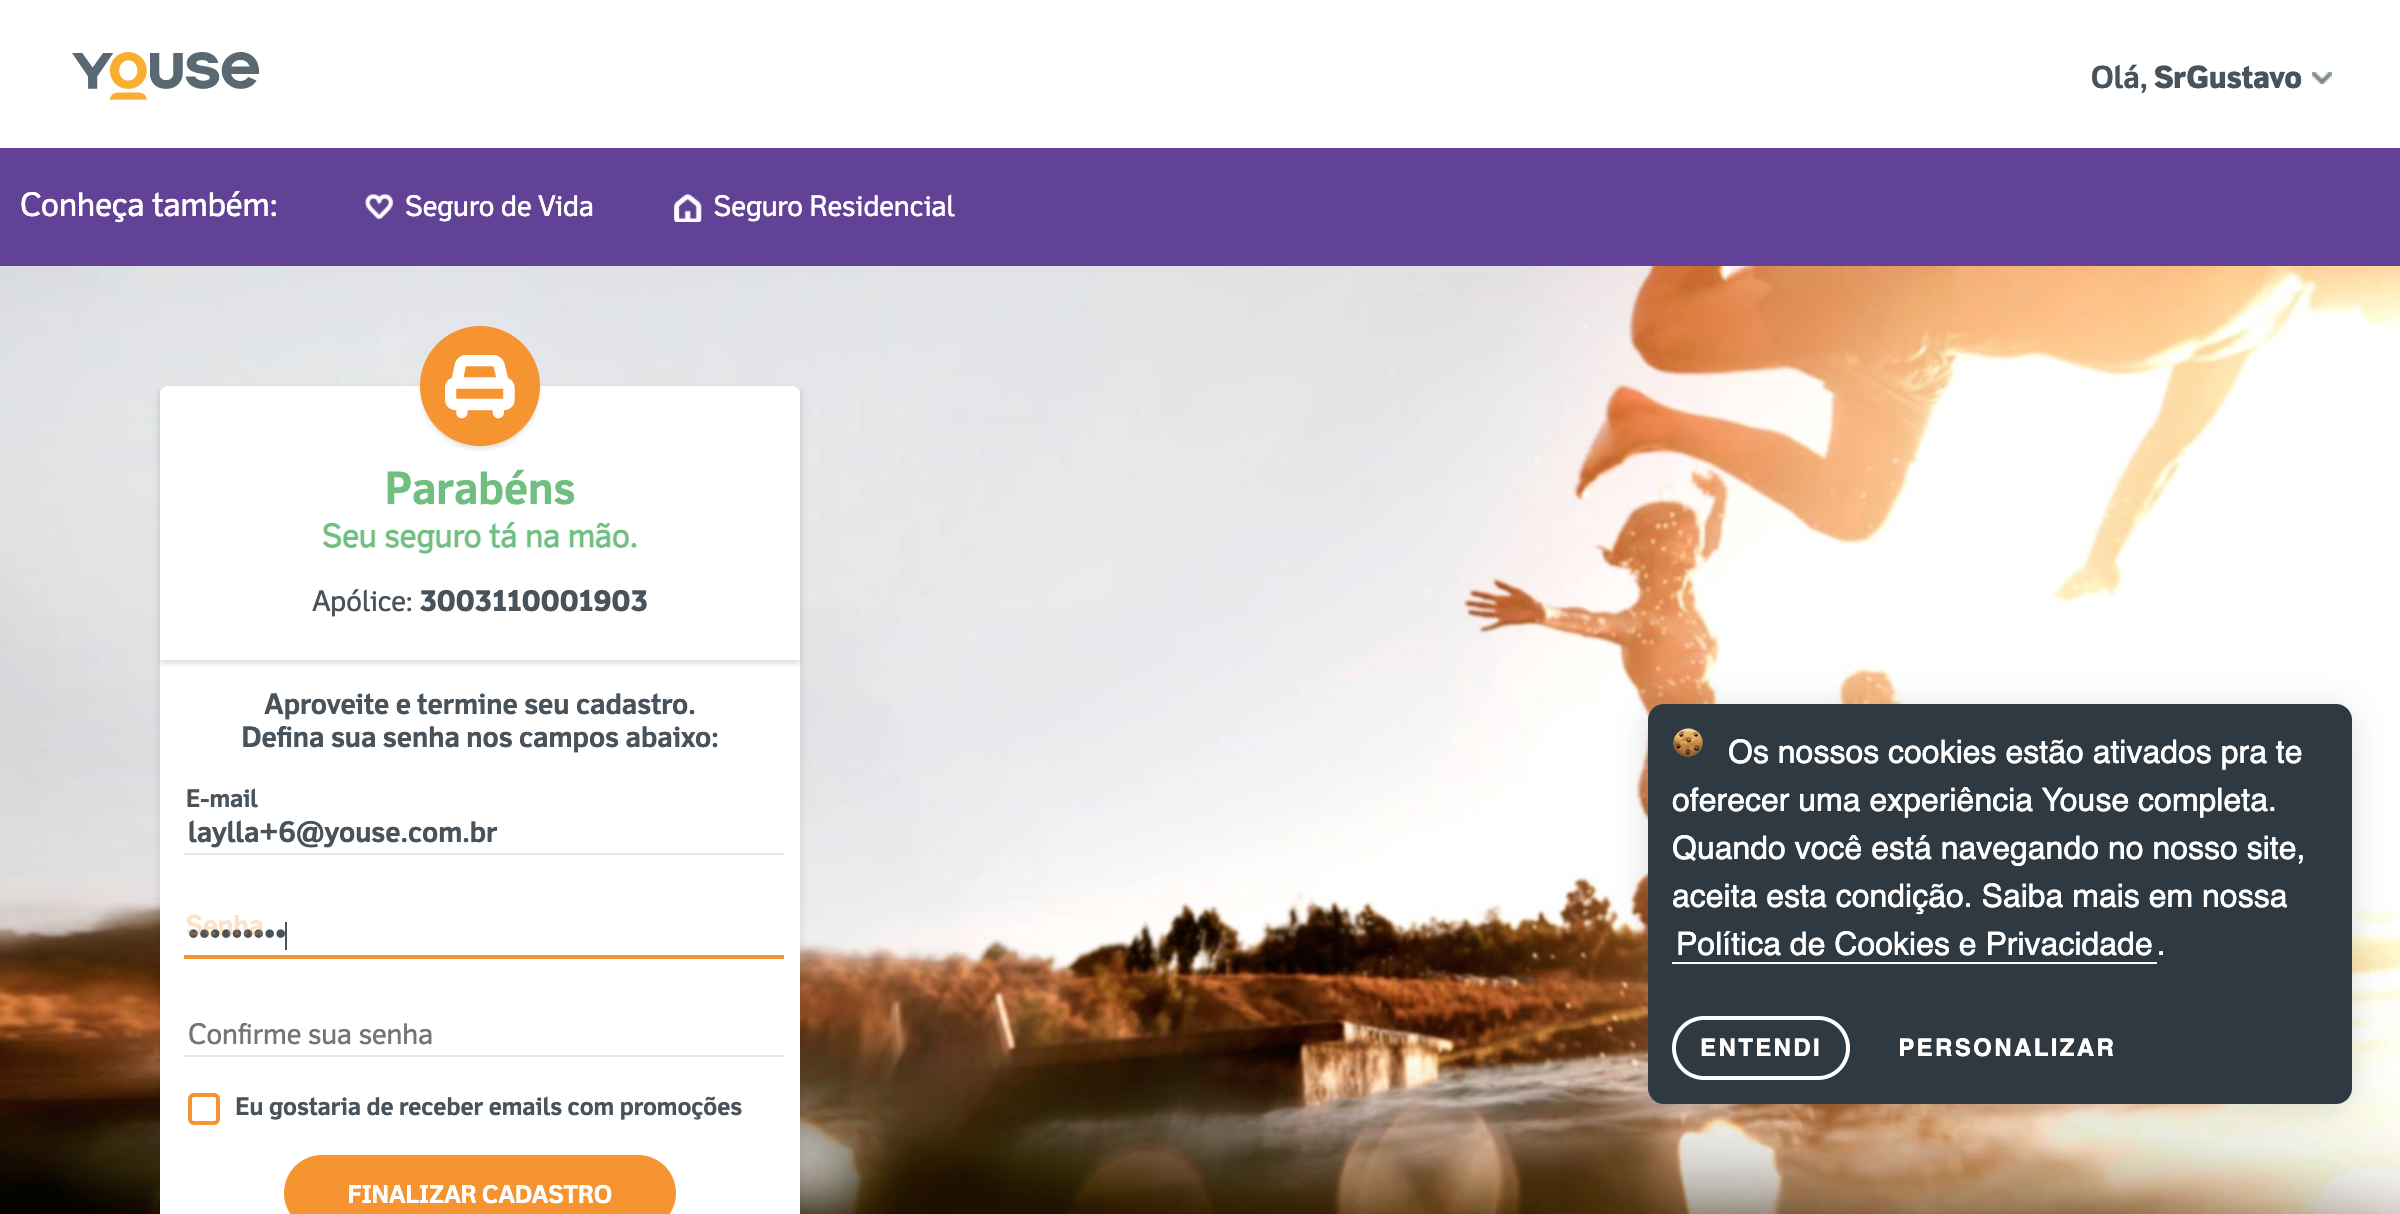 Youse
Olá, SrGustavo
Conheça também:
Seguro de Vida
Seguro Residencial
Parabéns
Seu seguro tá na mão.
Apólice: 3003110001903
Aproveite e termine seu cadastro.
Defina sua senha nos campos abaixo:
E-mail
laylla+6@youse.com.br
Senha
•••••••••
Confirme sua senha
Eu gostaria de receber emails com promoções
FINALIZAR CADASTRO
Os nossos cookies estão ativados pra te
oferecer uma experiência Youse completa.
Quando você está navegando no nosso site,
aceita esta condição. Saiba mais em nossa
Política de Cookies e Privacidade.
ENTENDI
PERSONALIZAR